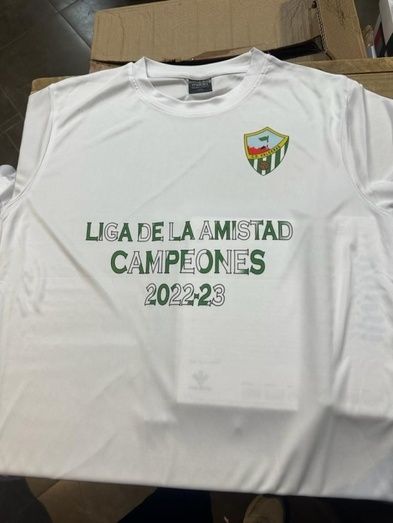 LIGA DE LA AMISTAD
CAMPEONES
2022-23